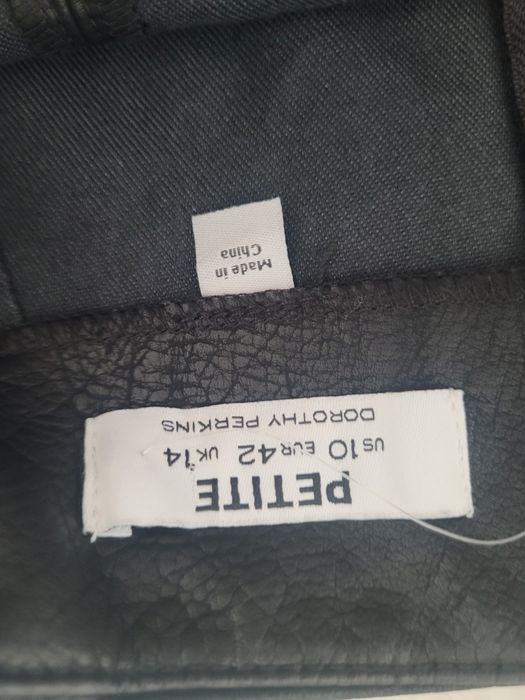 PETITE
US 10 EUR 42 UK 14
DOROTHY PERKINS
Made in
China